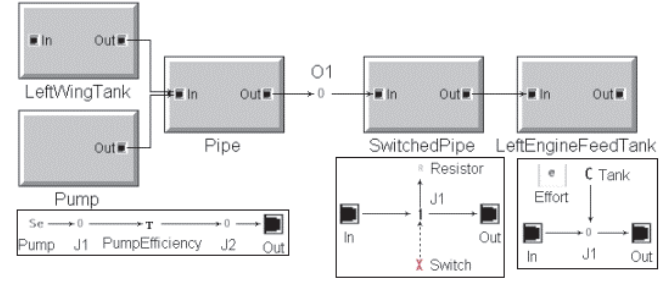 In Out
LeftWingTank
Out
Pump
In Out
Pipe
O1
0
In Out
SwitchedPipe
In Out
LeftEngineFeedTank
Se 0 T 0
Pump J1 PumpEfficiency J2 Out
R Resistor
J1
1
In Out
X Switch
e C Tank
Effort
0
In J1 Out